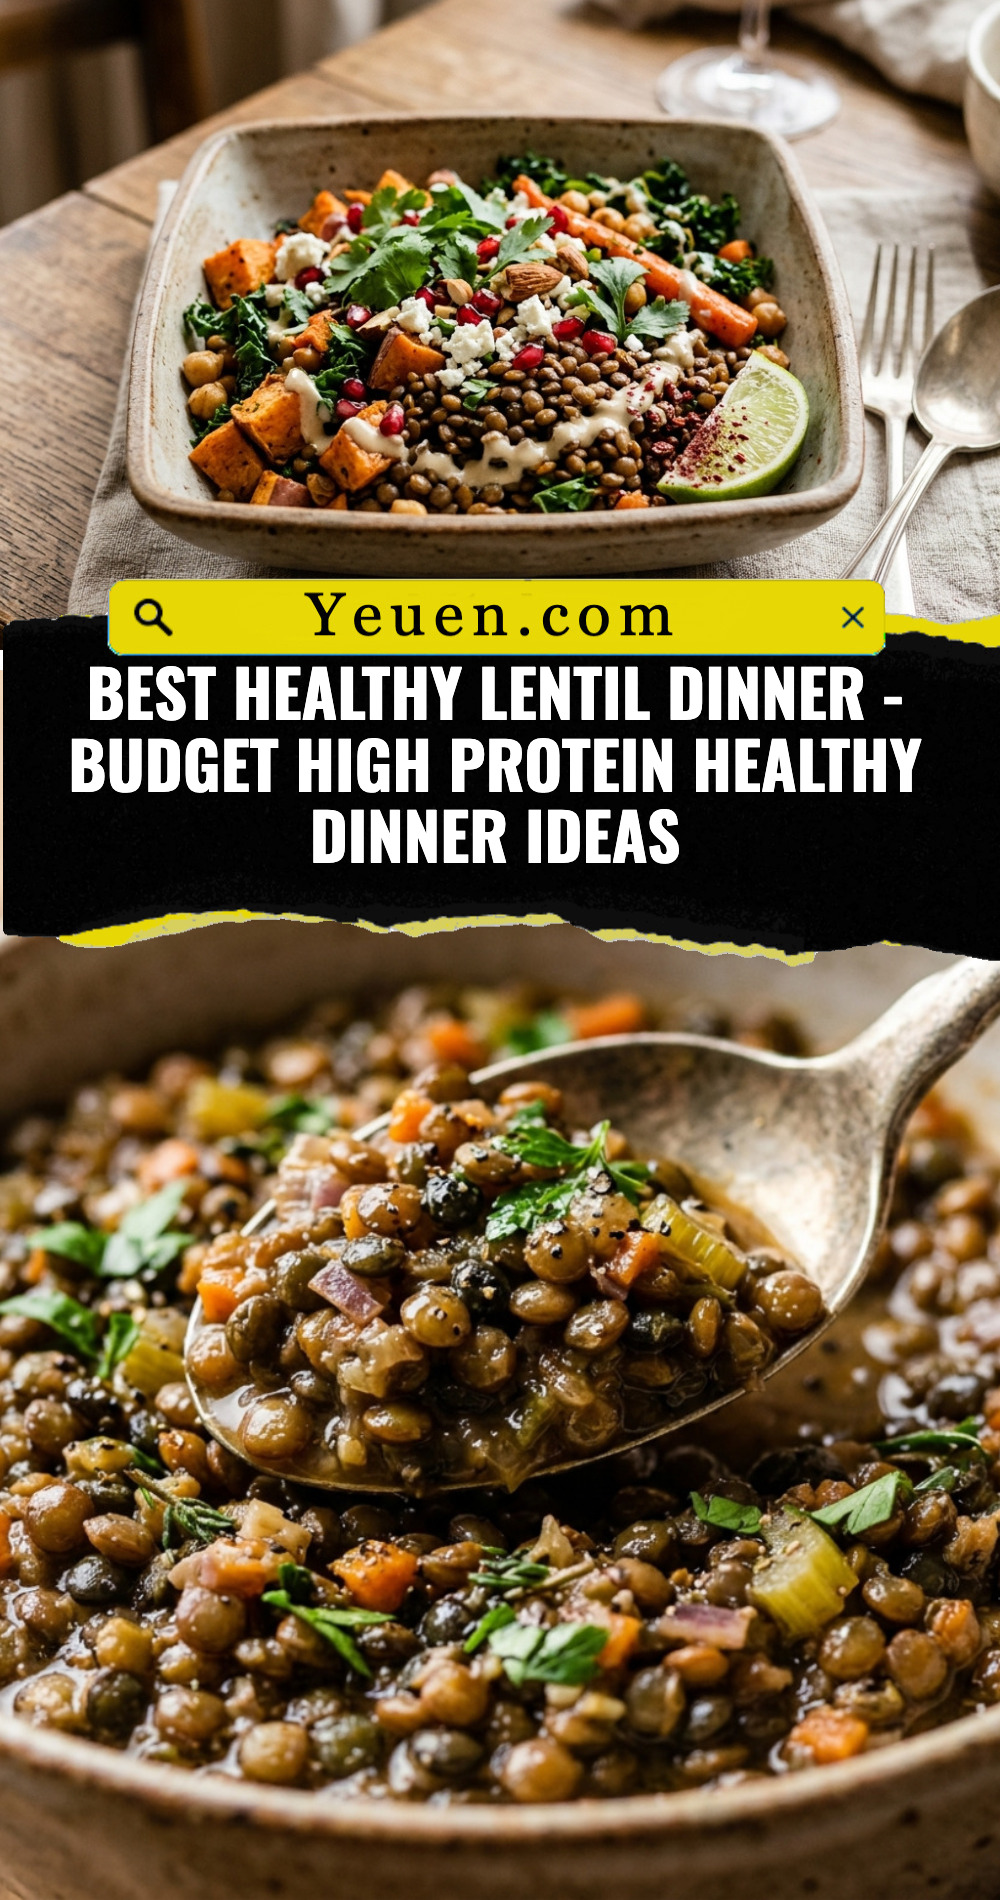 Yeuen.com
BEST HEALTHY LENTIL DINNER -
BUDGET HIGH PROTEIN HEALTHY
DINNER IDEAS